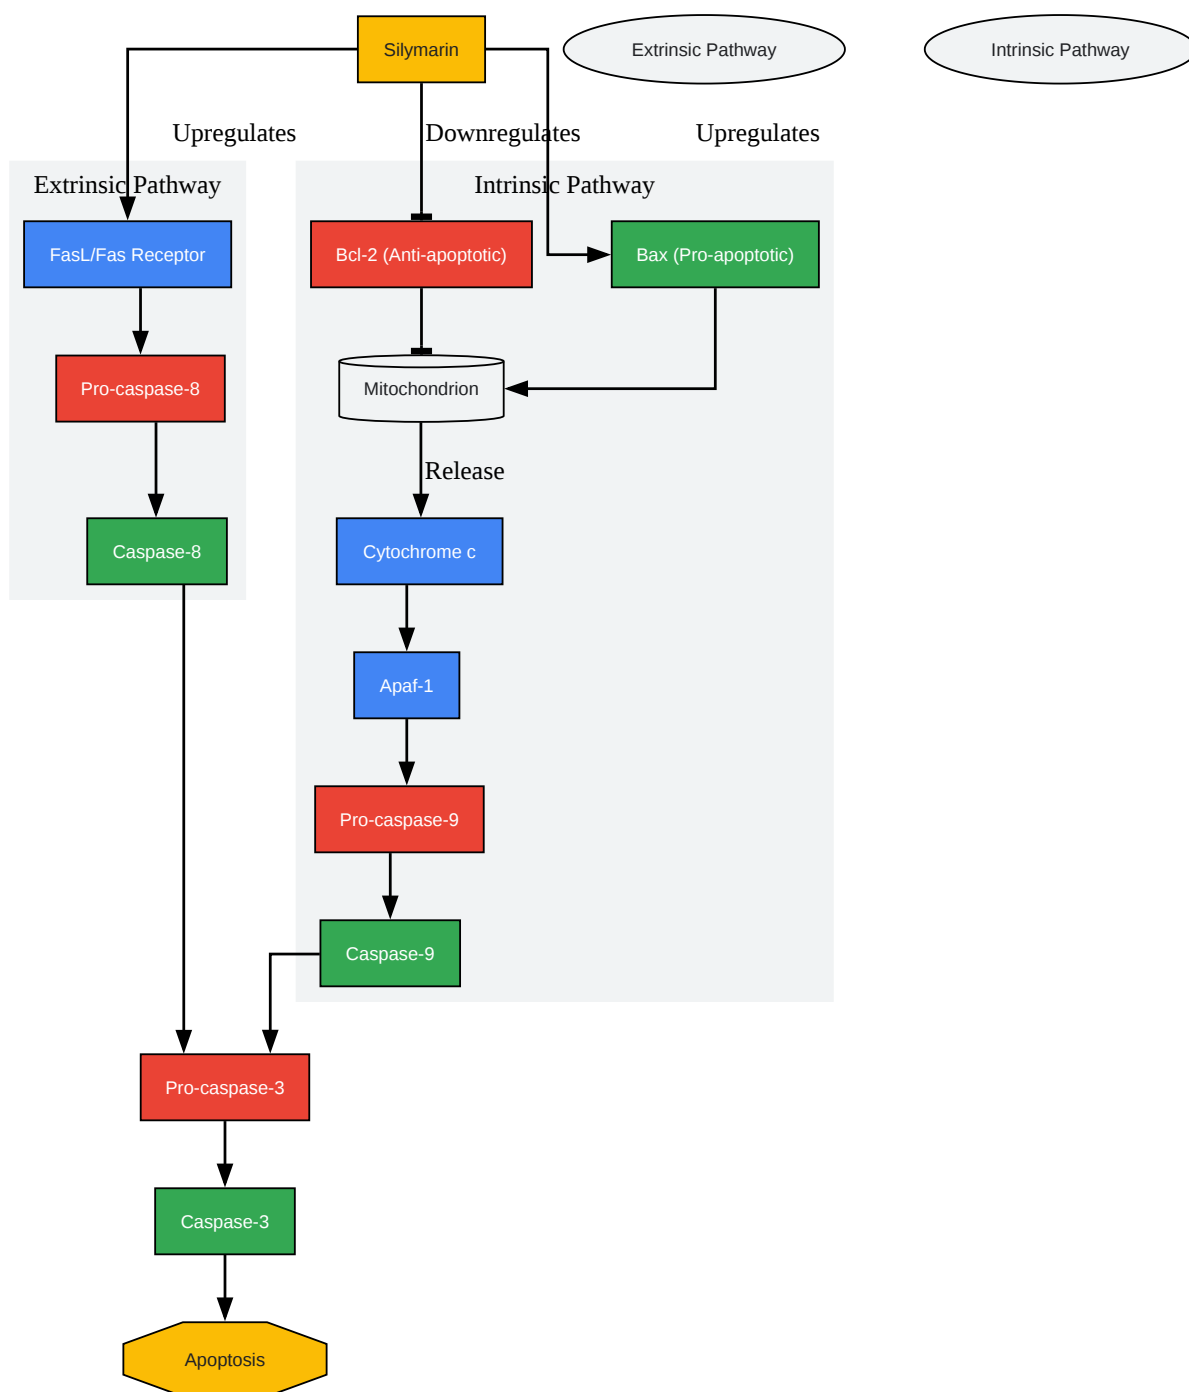 Silymarin
Extrinsic Pathway
Intrinsic Pathway
Upregulates
Downregulates
Upregulates
Extrinsic Pathway
Intrinsic Pathway
FasL/Fas Receptor
Bcl-2 (Anti-apoptotic)
Bax (Pro-apoptotic)
Pro-caspase-8
Mitochondrion
Release
Caspase-8
Cytochrome c
Apaf-1
Pro-caspase-9
Caspase-9
Pro-caspase-3
Caspase-3
Apoptosis